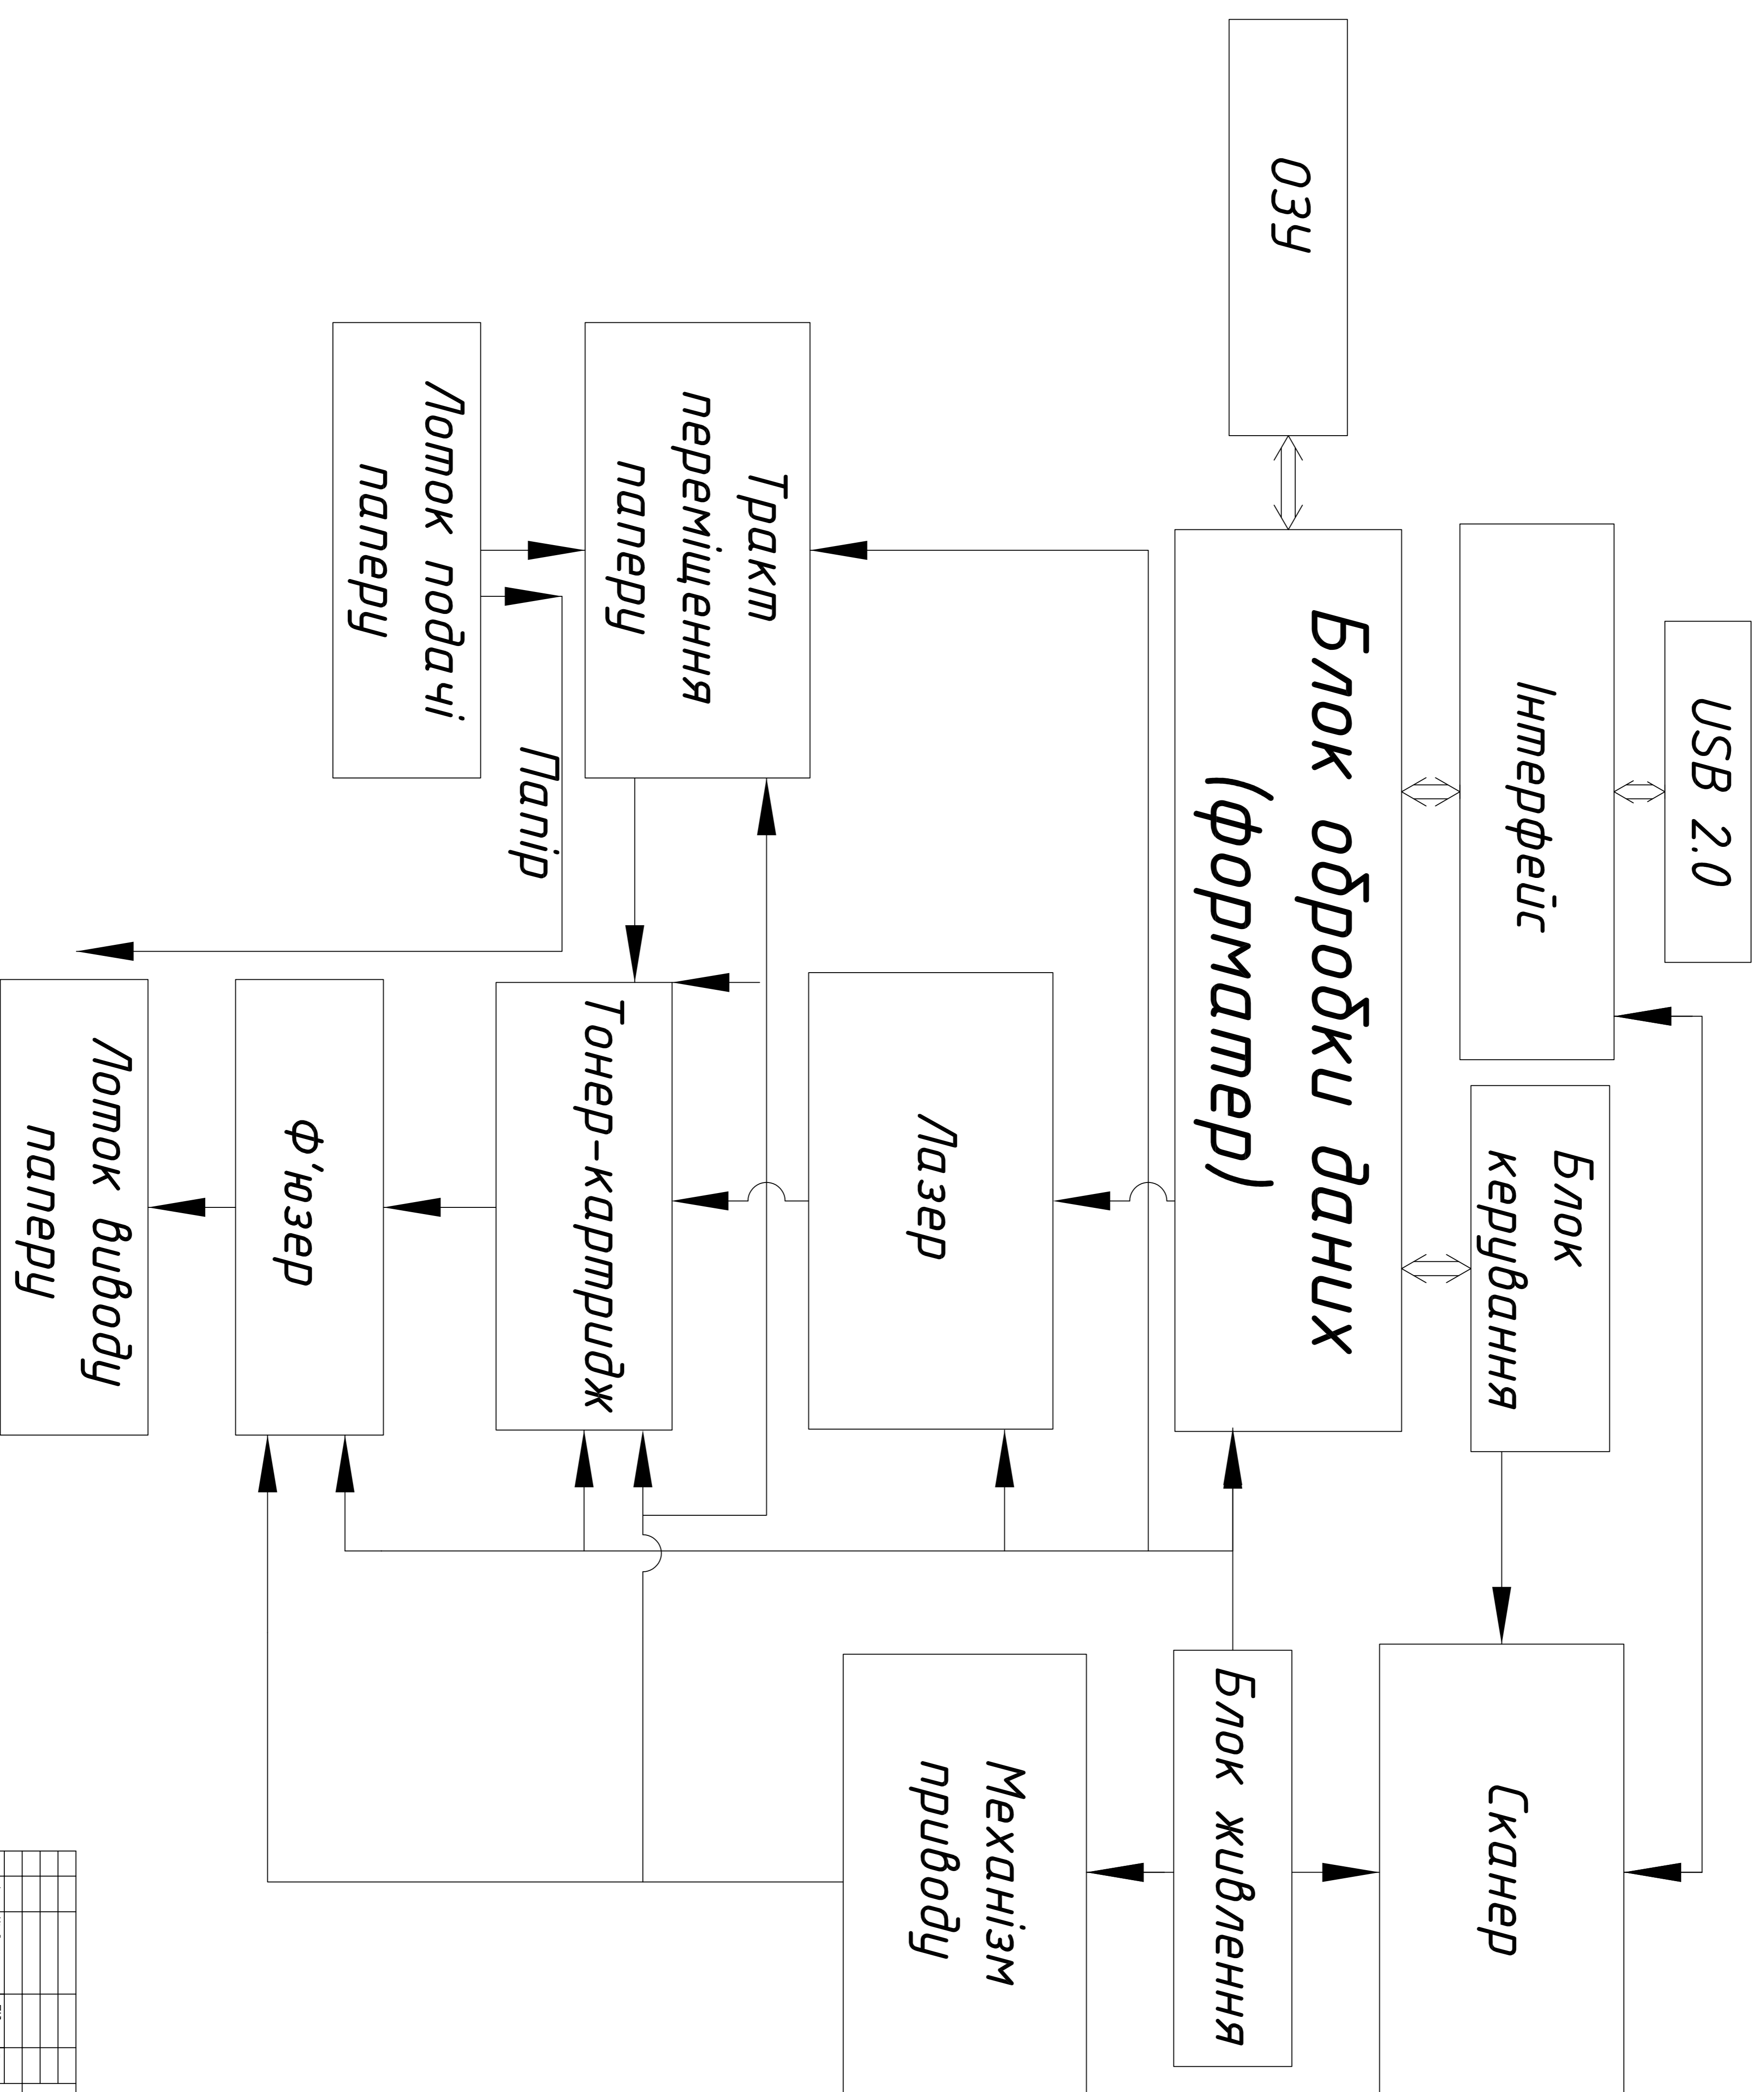 USB 2.0
Інтерфейс
Блок
керування
Сканер
ОЗУ
Блок обробки даних
(форматер)
Блок живлення
Тракт
переміщення
паперу
Лазер
Механізм
приводу
Лоток подачі
паперу
Папір
Тонер-картридж
Ф'юзер
Лоток виводу
паперу